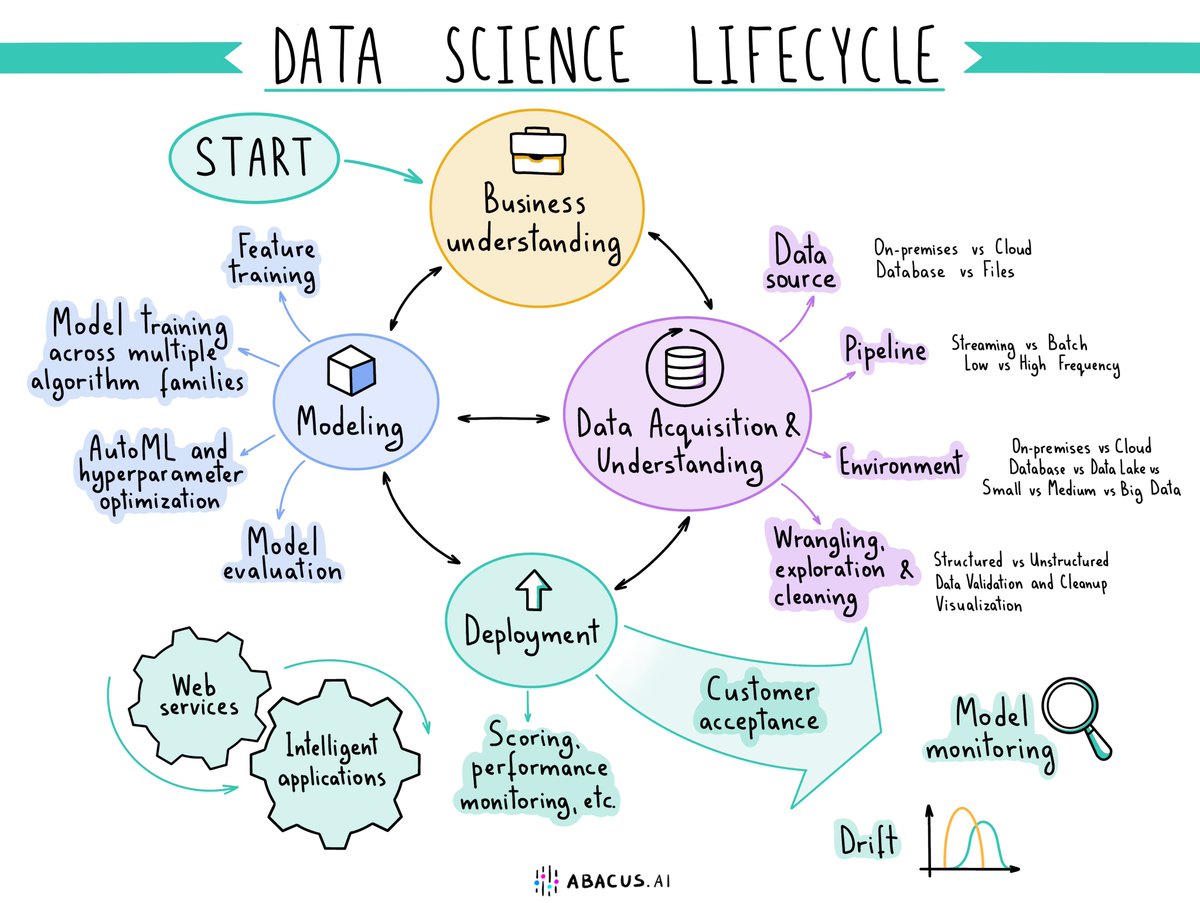 DATA SCIENCE LIFECYCLE
START
Business
understanding
Feature
training
Model training
across multiple
algorithm families
AutoML and
hyperparameter
optimization
Model
evaluation
Modeling
Data Acquisition &
Understanding
Data
source
On-premises vs Cloud
Database vs Files
Pipeline
Streaming vs Batch
Low vs High Frequency
Environment
On-premises vs Cloud
Database vs Data Lake vs
Small vs Medium vs Big Data
Wrangling,
exploration &
cleaning
Structured vs Unstructured
Data Validation and Cleanup
Visualization
Deployment
Web
services
Intelligent
applications
Scoring,
performance
monitoring, etc.
Customer
acceptance
Model
monitoring
Drift
ABACUS.AI